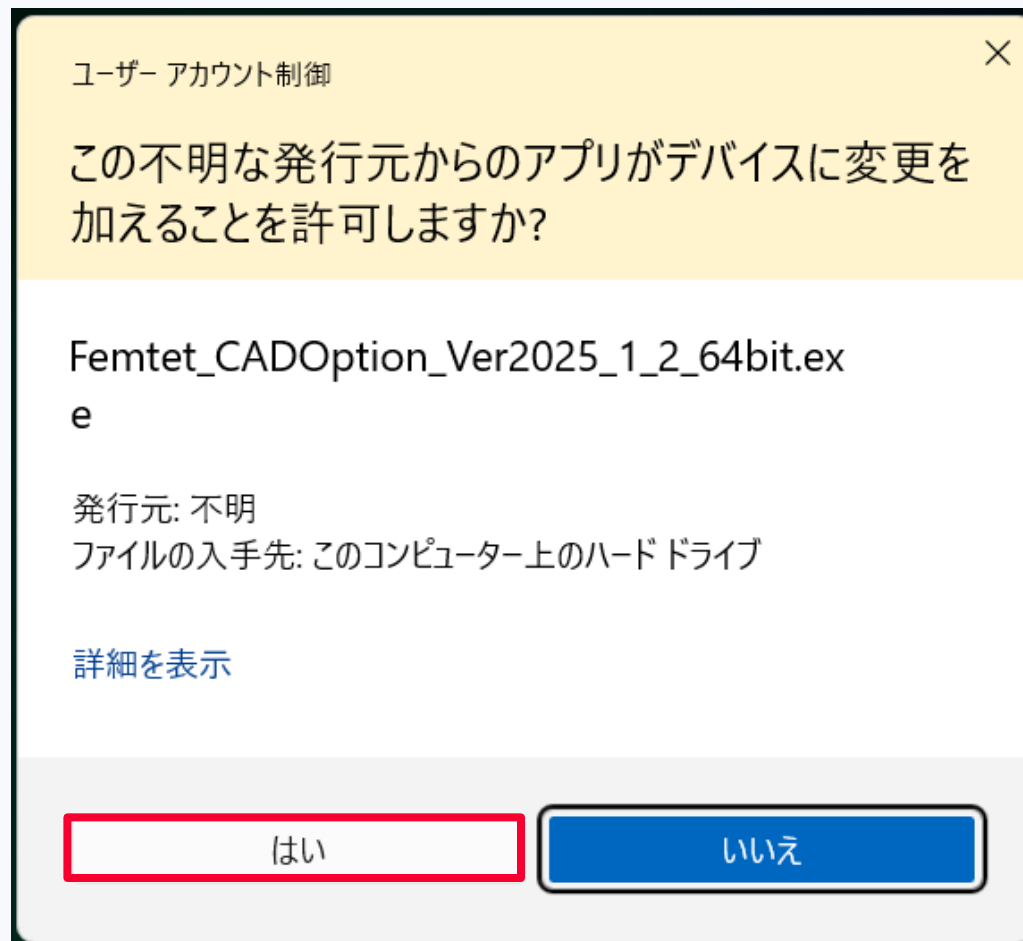 ユーザー アカウント制御
この不明な発行元からのアプリがデバイスに変更を
加えることを許可しますか?
Femtet_CADOption_Ver2025_1_2_64bit.ex
e
発行元: 不明
ファイルの入手先: このコンピューター上のハード ドライブ
詳細を表示
はい
いいえ